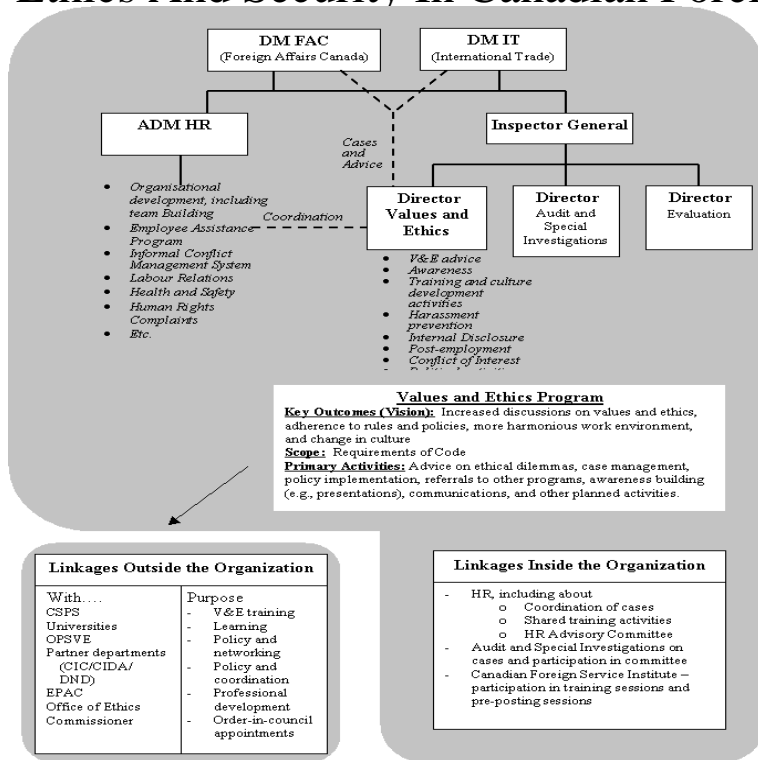 Ethics And Security In Canadian
DM FAC
(Foreign Affairs Canada)
DM IT
(International Trade)
ADM HR
Inspector General
Cases
and
Advice
• Organisational
development, including
team Building
• Employee Assistance
Program
• Informal Conflict
Management System
• Labour Relations
• Health and Safety
• Human Rights
Complaints
• Etc.
Coordination
Director
Values and
Ethics
Director
Audit and
Special
Investigations
Director
Evaluation
• V&E advice
• Awareness
• Training and culture
development
activities
• Harassment
prevention
• Internal Disclosure
• Post-employment
• Conflict of Interest
Values and Ethics Program
Key Outcomes (Vision): Increased discussions on values and ethics,
adherence to rules and policies, more harmonious work environment,
and change in culture
Scope: Requirements of Code
Primary Activities: Advice on ethical dilemmas, case management,
policy implementation, referrals to other programs, awareness building
(e.g., presentations), communications, and other planned activities.
Linkages Outside the Organization
With....
CSPS
Universities
OPSVE
Partner departments
(CIC/CIDA/
DND)
EPAC
Office of Ethics
Commissioner
Purpose
- V&E training
- Learning
- Policy and
networking
- Policy and
coordination
- Professional
development
- Order-in-council
appointments
Linkages Inside the Organization
- HR, including about
o Coordination of cases
o Shared training activities
o HR Advisory Committee
- Audit and Special Investigations on
cases and participation in committee
- Canadian Foreign Service Institute –
participation in training sessions and
pre-posting sessions